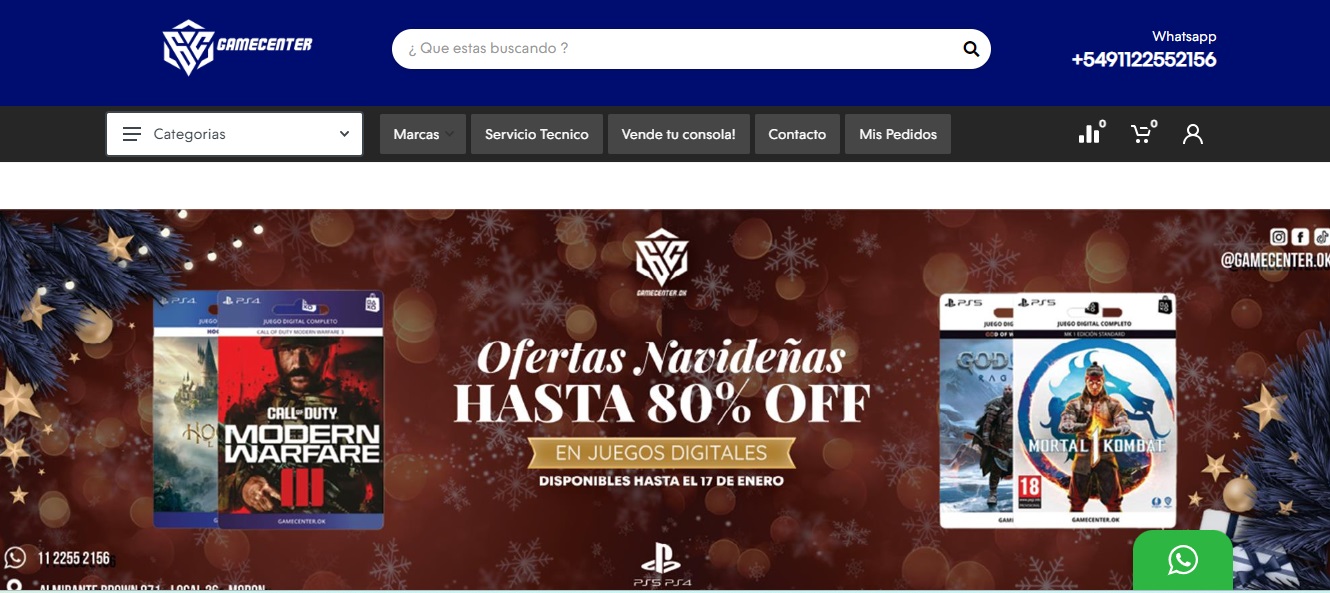 GAMECENTER
¿ Que estas buscando ?
Whatsapp
+5491122552156
Categorias
Marcas
Servicio Tecnico
Vende tu consola!
Contacto
Mis Pedidos
0
0
@GAMECENTER.OK
GAMECENTER.OK
PS4
PS4
JUEGO DIGITAL COMPLETO
CALL OF DUTY MODERN WARFARE 3
CALL OF DUTY
MODERN
WARFARE
III
GAMECENTER.OK
Ofertas Navideñas
HASTA 80% OFF
EN JUEGOS DIGITALES
DISPONIBLES HASTA EL 17 DE ENERO
PS5
PS5
JUEGO DIGITAL COMPLETO
MK 1 EDICIÓN STANDARD
GOD
RAG
MORTAL KOMBAT
1
18
GAMECENTER.OK
11 2255 2156
ALMIRANTE BROWN 871 - LOCAL 26 - MORON
PS5 PS4